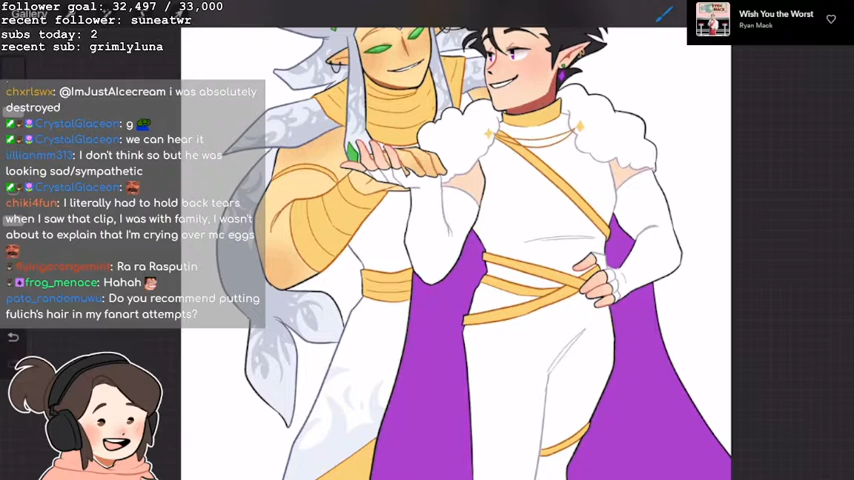 follower goal: 32,497 / 33,000
recent follower: suneatwr
subs today: 2
recent sub: grimlyluna
Gallery
Wish You the Worst
Ryan Mack
chxrlswx: @ImJustAIcecream i was absolutely
destroyed
CrystalGlaceon: g
CrystalGlaceon: we can hear it
lillianmm313: I don't think so but he was
looking sad/sympathetic
CrystalGlaceon:
chiki4fun: I literally had to hold back tears
when I saw that clip, I was with family, I wasn't
about to explain that I'm crying over mc eggs
flyingorangemint: Ra ra Rasputin
frog_menace: Hahah
pato_randomuwu: Do you recommend putting
fulich's hair in my fanart attempts?